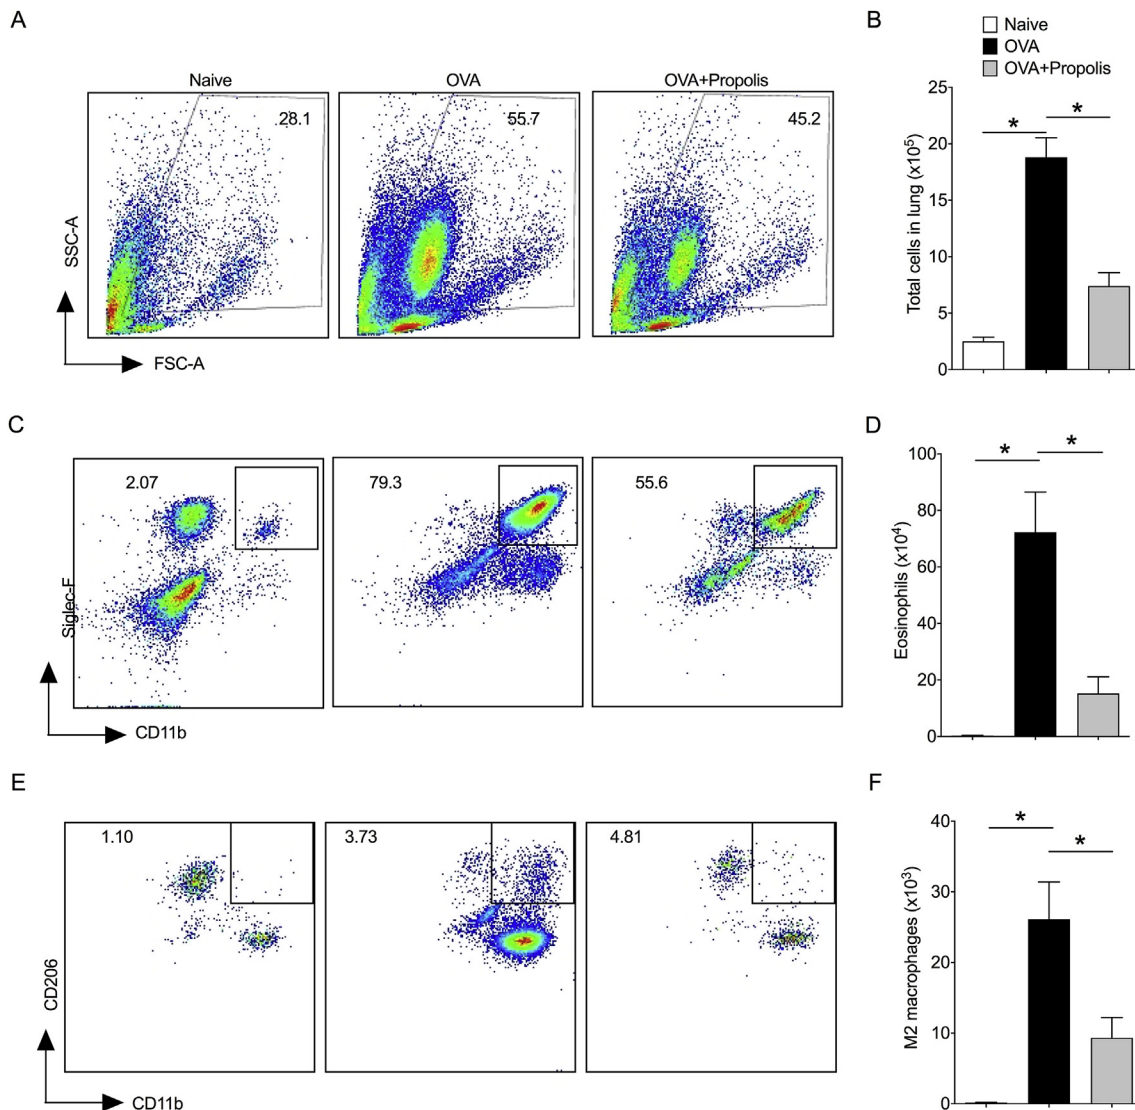 A
B
Naive
OVA
OVA+Propolis
Naive
OVA
OVA+Propolis
28.1
55.7
45.2
SSC-A
FSC-A
Total cells in lung (x10⁵)
25
20
15
10
5
0
*
*
C
D
2.07
79.3
55.6
Siglec-F
CD11b
Eosinophils (x10⁴)
100
80
60
40
20
0
*
*
E
F
1.10
3.73
4.81
CD206
CD11b
M2 macrophages (x10³)
40
30
20
10
0
*
*